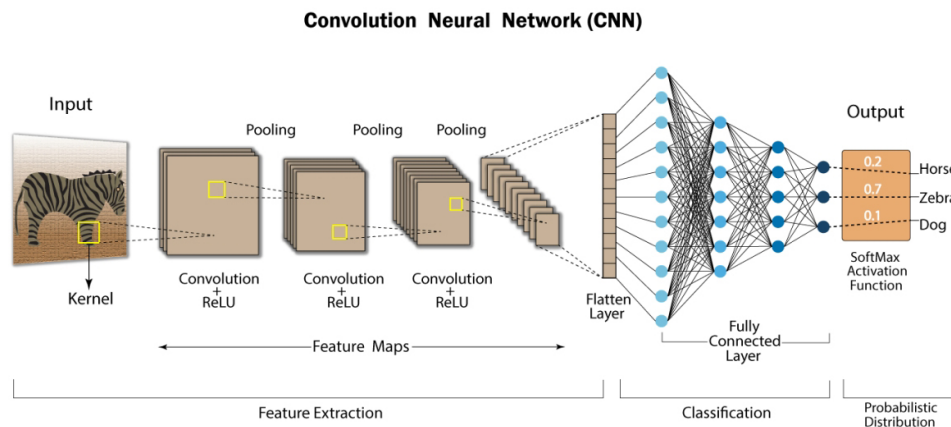 Convolution Neural Network (CNN)
Input
Output
Pooling
Pooling
Pooling
0.2
Horse
0.7
Zebra
0.1
Dog
Kernel
Convolution
+
ReLU
Convolution
+
ReLU
Convolution
+
ReLU
Flatten
Layer
SoftMax
Activation
Function
Feature Maps
Fully
Connected
Layer
Feature Extraction
Classification
Probabilistic
Distribution